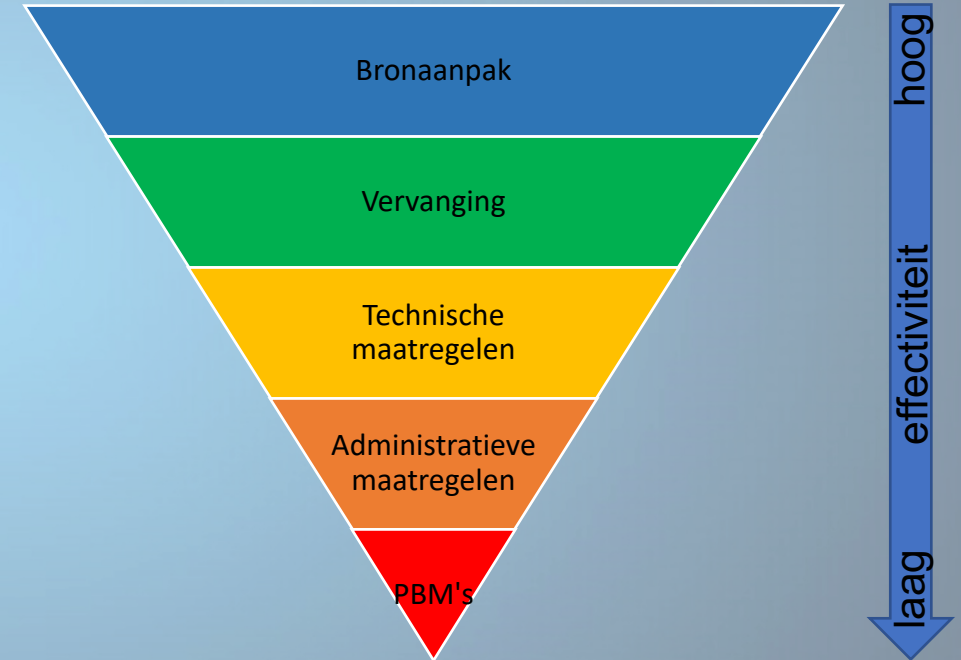 Bronaanpak
Vervanging
Technische
maatregelen
Administratieve
maatregelen
PBM's
hoog
effectiviteit
laag